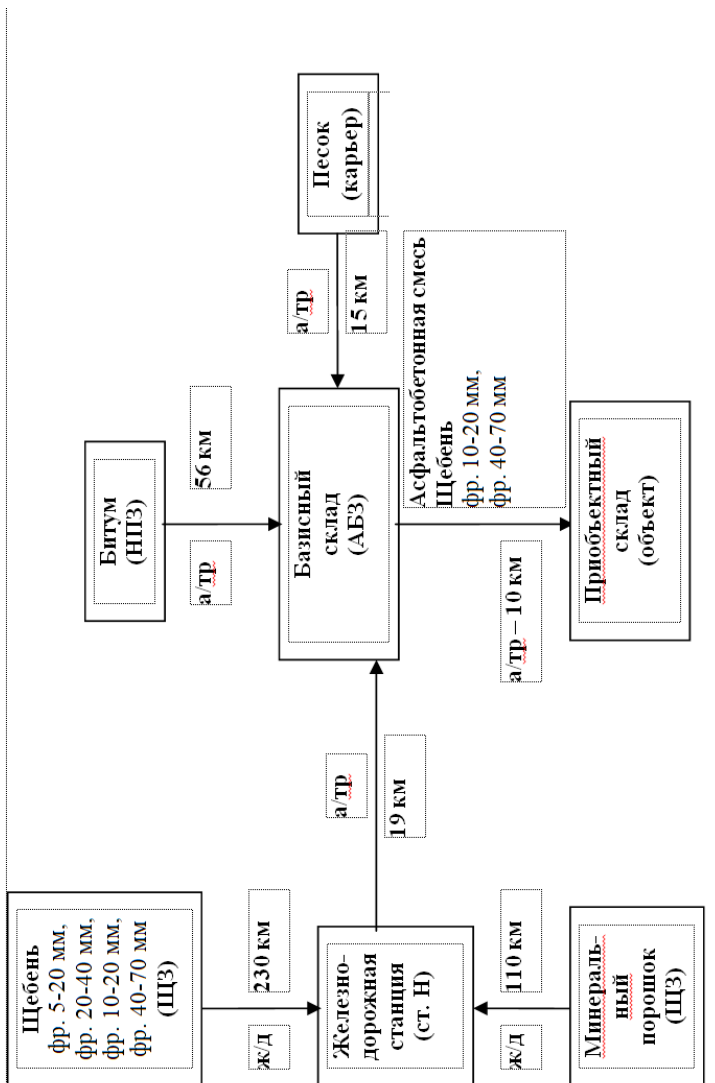 Щебень
фр. 5-20 мм,
фр. 20-40 мм,
фр. 10-20 мм,
фр. 40-70 мм
(ЩЗ)
ж/д
230 км
Железно-
дорожная
станция
(ст. Н)
ж/д
110 км
Минераль-
ный
порошок
(ЩЗ)
а/тр
19 км
Битум
(НПЗ)
а/тр
56 км
Базисный
склад
(АБЗ)
а/тр – 10 км
Асфальтобетонная смесь
Щебень
фр. 10-20 мм,
фр. 40-70 мм
Приобъектный
склад
(объект)
а/тр
15 км
Песок
(карьер)